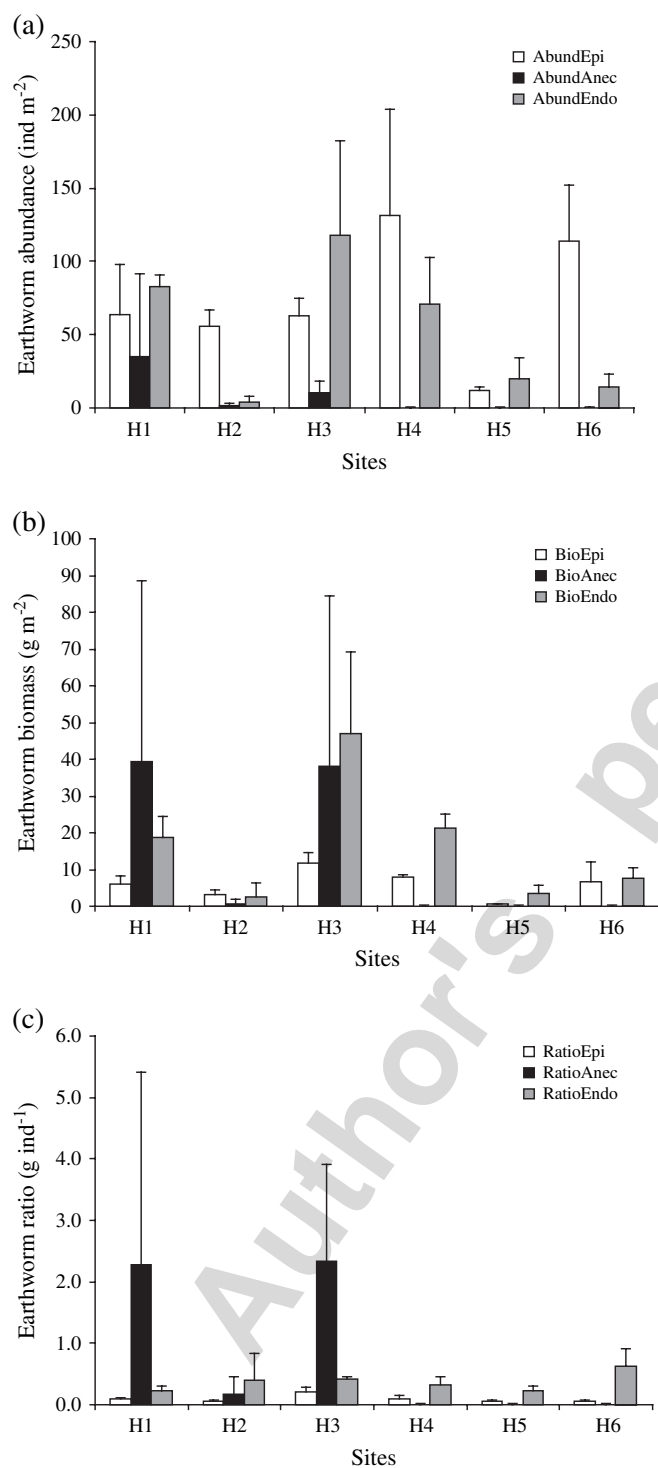 (a)
250
200
150
100
50
0
Earthworm abundance (ind m-2)
AbundEpi
AbundAnec
AbundEndo
H1 H2 H3 H4 H5 H6
Sites
(b)
100
90
80
70
60
50
40
30
20
10
0
Earthworm biomass (g m-2)
BioEpi
BioAnec
BioEndo
H1 H2 H3 H4 H5 H6
Sites
(c)
6.0
5.0
4.0
3.0
2.0
1.0
0.0
Earthworm ratio (g ind-1)
RatioEpi
RatioAnec
RatioEndo
H1 H2 H3 H4 H5 H6
Sites
Author's pe